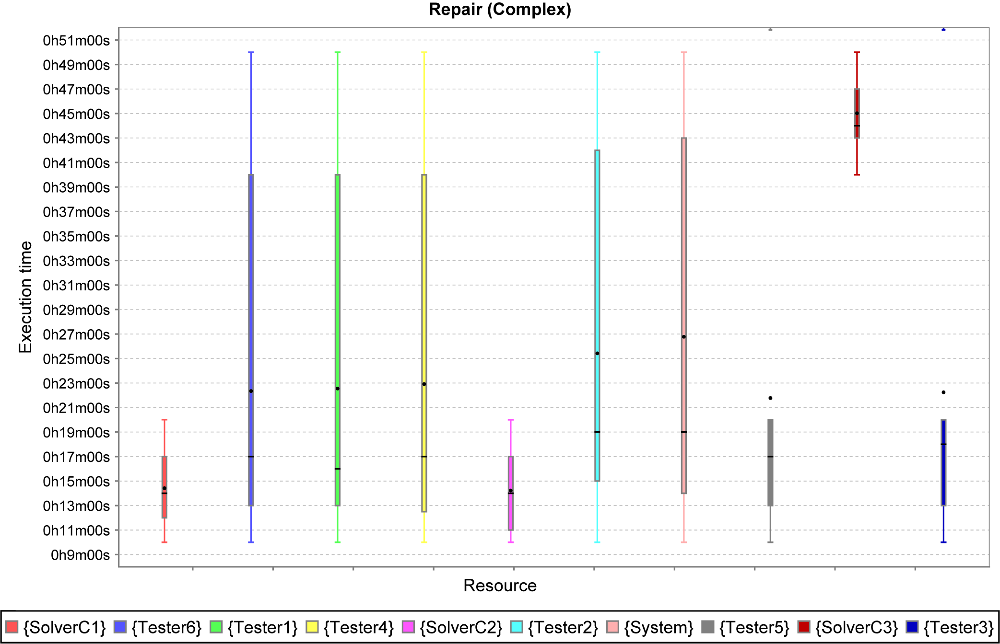 Repair (Complex)
0h51m00s
0h49m00s
0h47m00s
0h45m00s
0h43m00s
0h41m00s
0h39m00s
0h37m00s
0h35m00s
0h33m00s
0h31m00s
0h29m00s
0h27m00s
0h25m00s
0h23m00s
0h21m00s
0h19m00s
0h17m00s
0h15m00s
0h13m00s
0h11m00s
0h9m00s
Execution time
Resource
{SolverC1} {Tester6} {Tester1} {Tester4} {SolverC2} {Tester2} {System} {Tester5} {SolverC3} {Tester3}